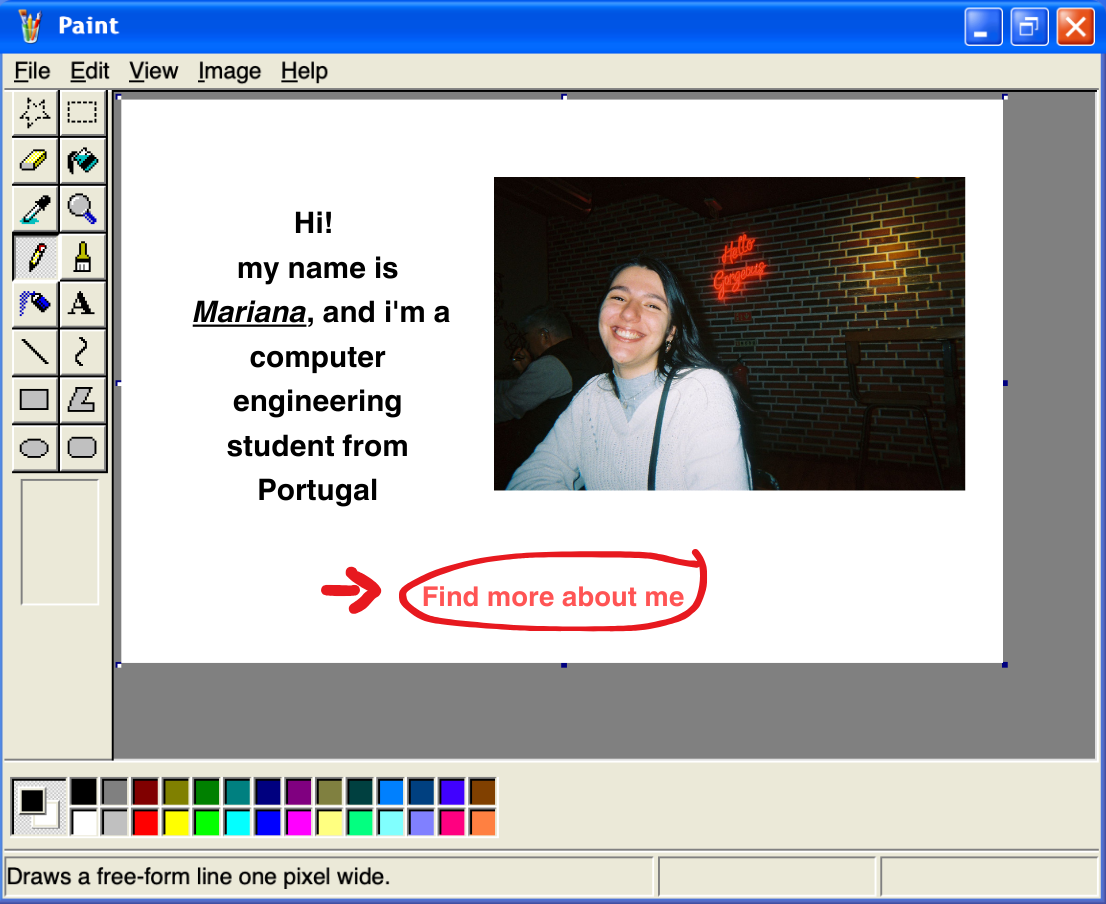 Paint
File Edit View Image Help
Hi!
my name is
Mariana, and i'm a
computer
engineering
student from
Portugal
Hello
Gorgeous
Find more about me
A
Draws a free-form line one pixel wide.